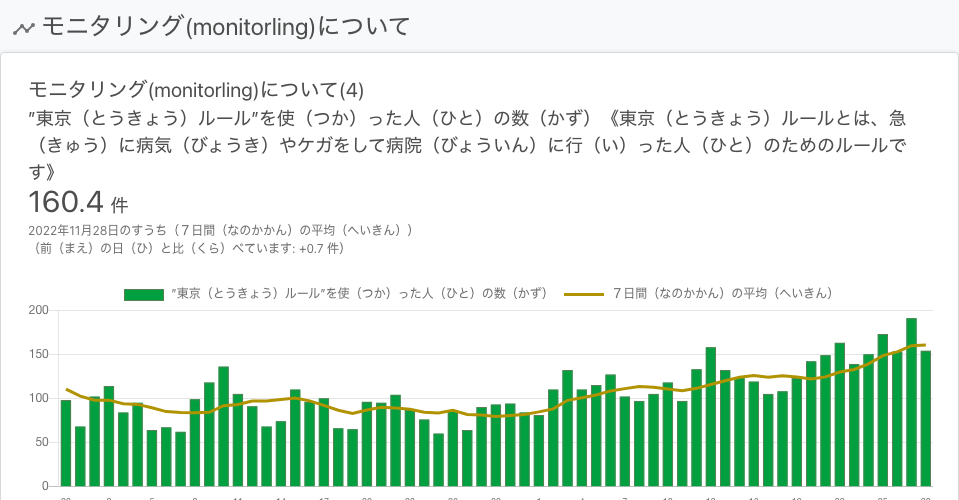 モニタリング(monitorling)について
モニタリング(monitorling)について(4)
”東京（とうきょう）ルール”を使（つか）った人（ひと）の数（かず）《東京（とうきょう）ルールとは、急
（きゅう）に病気（びょうき）やケガをして病院（びょういん）に行（い）った人（ひと）のためのルールで
す》
160.4 件
2022年11月28日のすうち（７日間（なのかかん）の平均（へいきん））
（前（まえ）の日（ひ）と比（くら）べています: +0.7 件）
”東京（とうきょう）ルール”を使（つか）った人（ひと）の数（かず） ７日間（なのかかん）の平均（へいきん）
200
150
100
50
0